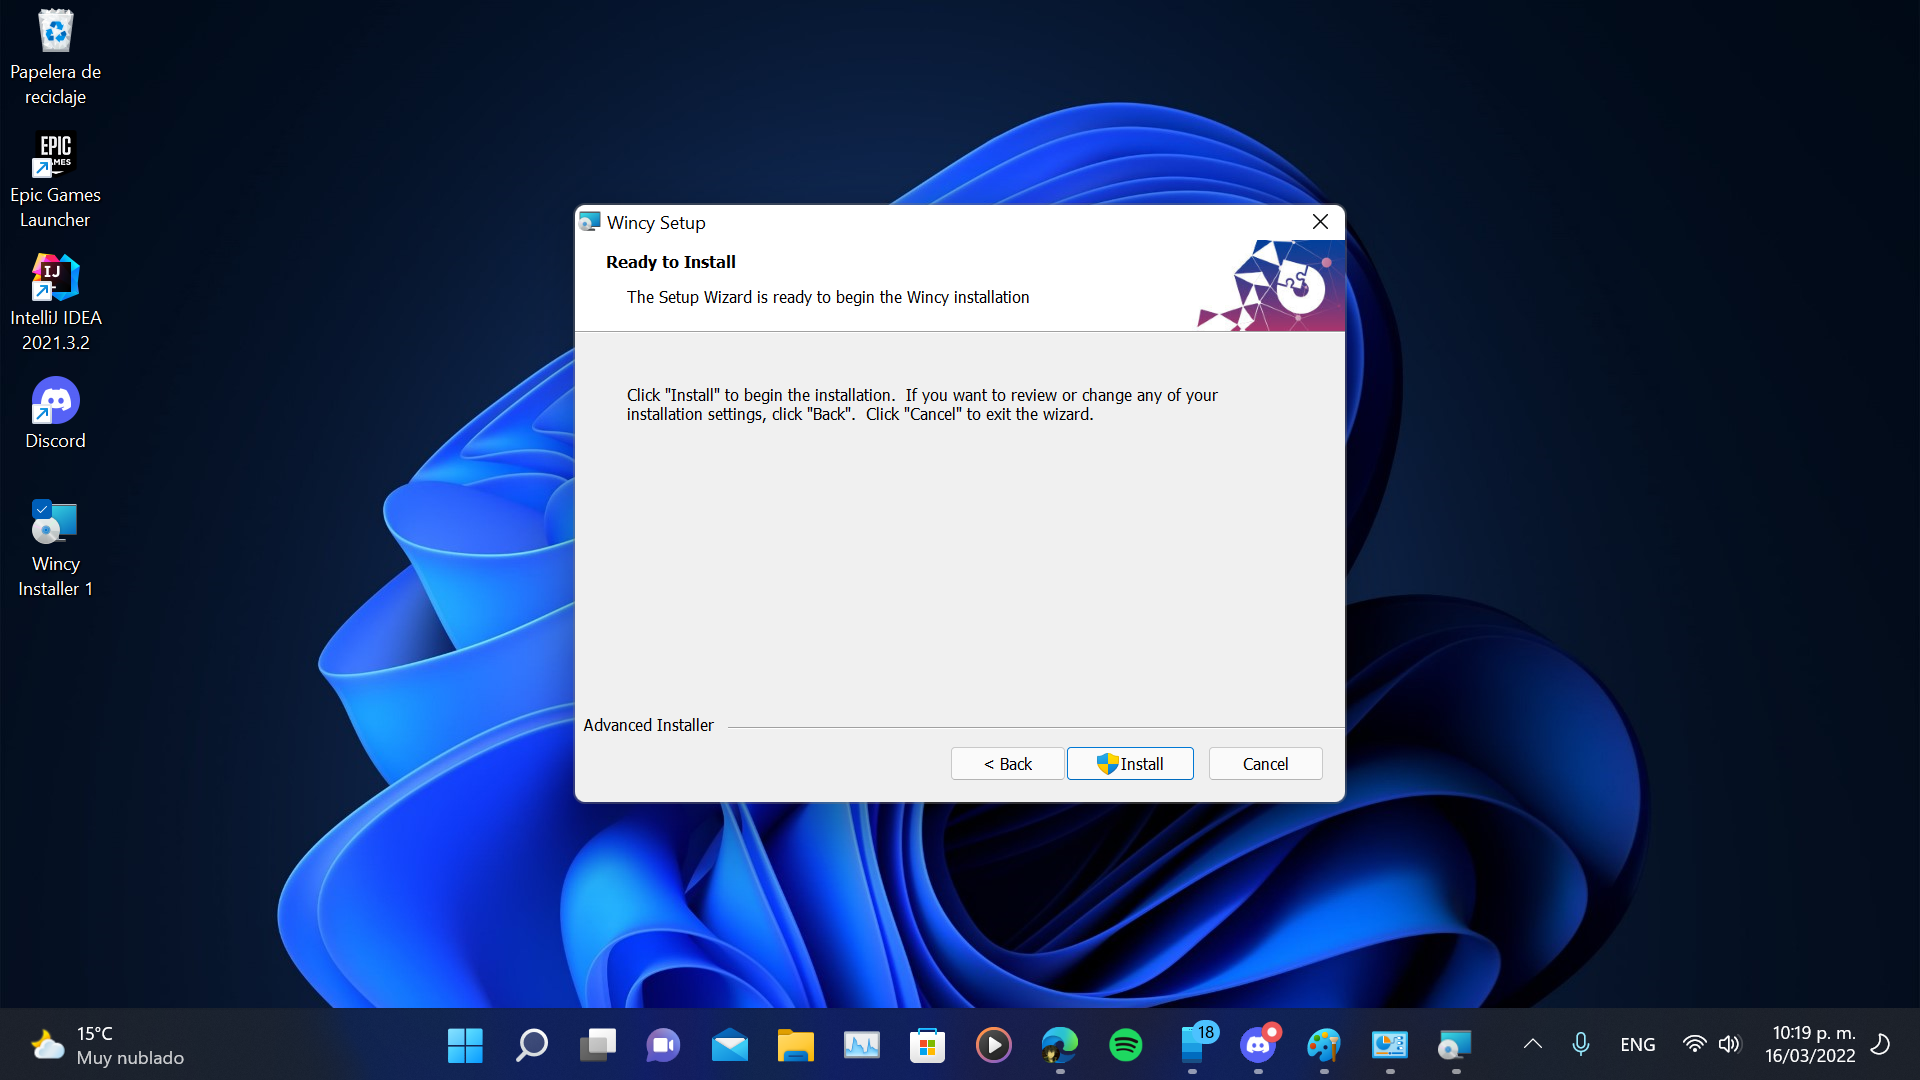 Papelera de
reciclaje
EPIC
Epic Games
Launcher
IJ
IntelliJ IDEA
2021.3.2
Discord
Wincy
Installer 1
Wincy Setup
Ready to Install
The Setup Wizard is ready to begin the Wincy installation
Click "Install" to begin the installation.  If you want to review or change any of your
installation settings, click "Back".  Click "Cancel" to exit the wizard.
Advanced Installer
< Back
Install
Cancel
15°C
Muy nublado
18
ENG
10:19 p. m.
16/03/2022